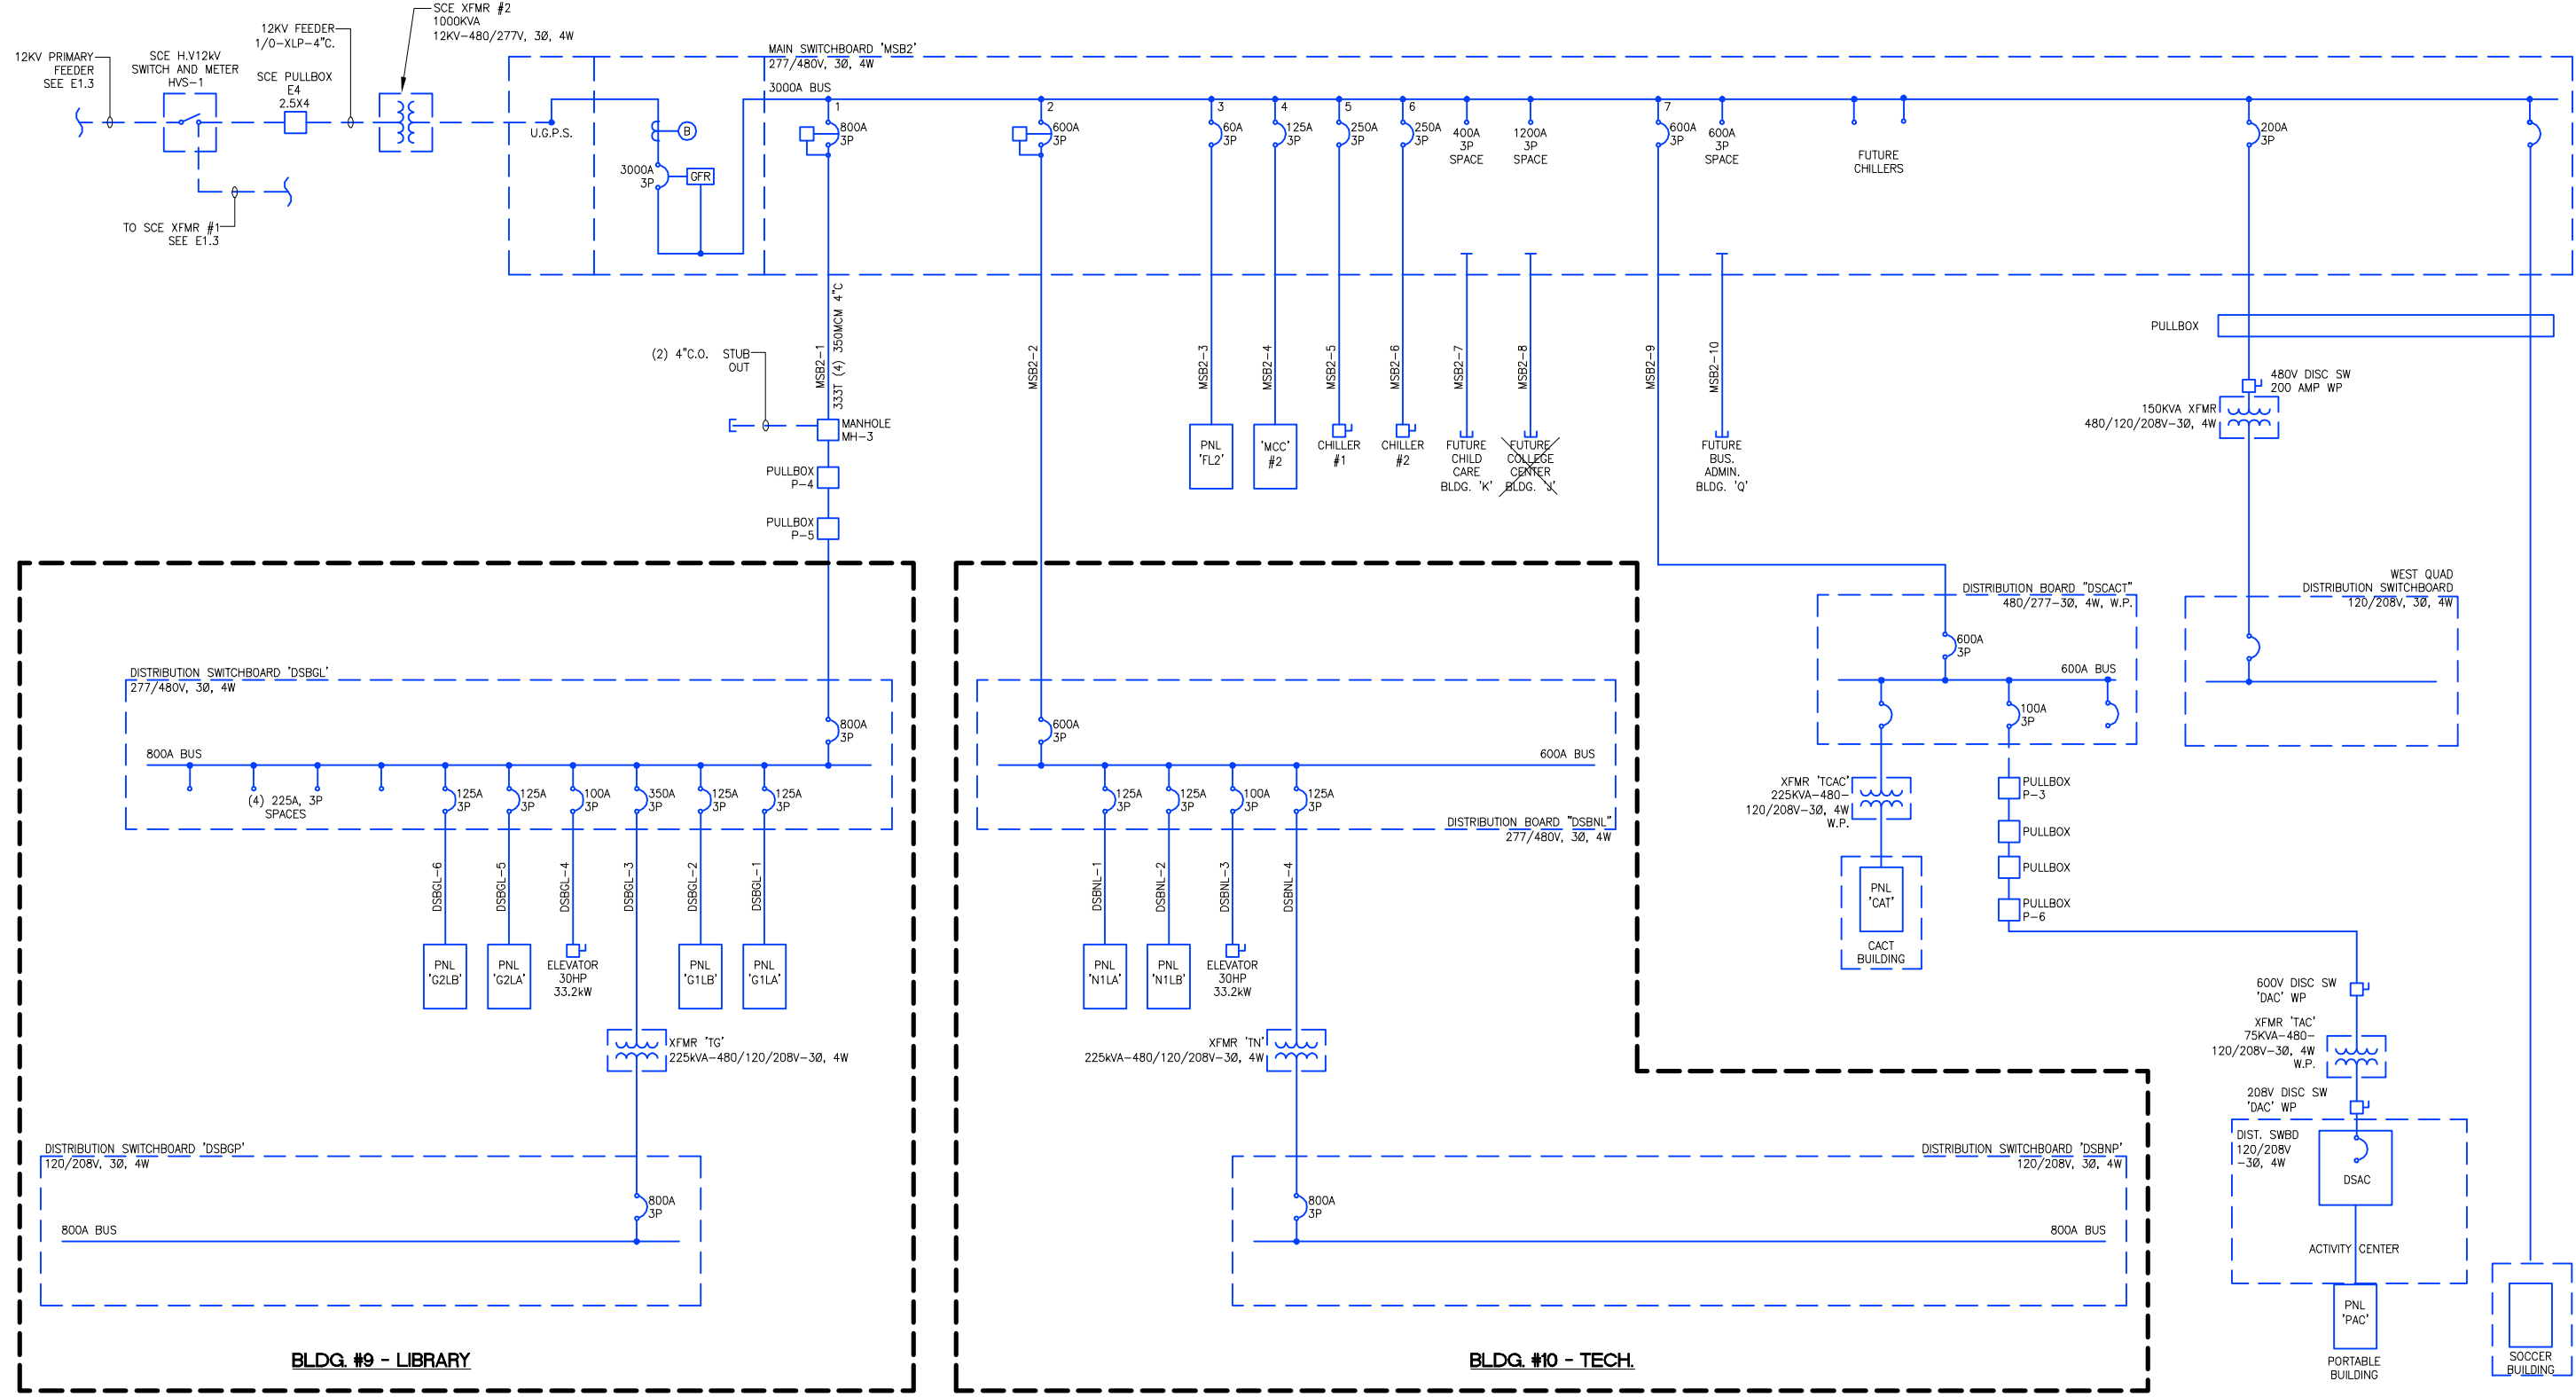 12KV PRIMARY
FEEDER
SEE E1.3
SCE H.V12kV
SWITCH AND METER
HVS-1
SCE PULLBOX
E4
2.5X4
12KV FEEDER
1/0-XLP-4"C.
SCE XFMR #2
1000KVA
12KV-480/277V, 3Ø, 4W
TO SCE XFMR #1
SEE E1.3
U.G.P.S.
B
3000A
3P
GFR
MAIN SWITCHBOARD 'MSB2'
277/480V, 3Ø, 4W
3000A BUS
1
800A
3P
2
600A
3P
3
60A
3P
4
125A
3P
5
250A
3P
6
250A
3P
400A
3P
SPACE
1200A
3P
SPACE
7
600A
3P
600A
3P
SPACE
FUTURE
CHILLERS
200A
3P
MSB2-1
333T (4) 350MCM 4"C
MSB2-2
MSB2-3
MSB2-4
MSB2-5
MSB2-6
MSB2-7
MSB2-8
MSB2-9
MSB2-10
(2) 4"C.O. STUB
OUT
MANHOLE
MH-3
PULLBOX
P-4
PULLBOX
P-5
PNL
'FL2'
'MCC'
#2
CHILLER
#1
CHILLER
#2
FUTURE
CHILD
CARE
BLDG. 'K'
FUTURE
COLLEGE
CENTER
BLDG. 'J'
FUTURE
BUS.
ADMIN.
BLDG. 'Q'
PULLBOX
480V DISC SW
200 AMP WP
150KVA XFMR
480/120/208V-3Ø, 4W
WEST QUAD
DISTRIBUTION SWITCHBOARD
120/208V, 3Ø, 4W
DISTRIBUTION BOARD "DSCACT"
480/277-3Ø, 4W, W.P.
600A
3P
600A BUS
100A
3P
XFMR 'TCAC'
225KVA-480-
120/208V-3Ø, 4W
W.P.
PNL
'CAT'
CACT
BUILDING
PULLBOX
P-3
PULLBOX
PULLBOX
PULLBOX
P-6
600V DISC SW
'DAC' WP
XFMR 'TAC'
75KVA-480-
120/208V-3Ø, 4W
W.P.
208V DISC SW
'DAC' WP
DIST. SWBD
120/208V
-3Ø, 4W
DSAC
ACTIVITY CENTER
PNL
'PAC'
PORTABLE
BUILDING
SOCCER
BUILDING
DISTRIBUTION SWITCHBOARD 'DSBGL'
277/480V, 3Ø, 4W
800A
3P
800A BUS
(4) 225A, 3P
SPACES
125A
3P
125A
3P
100A
3P
350A
3P
125A
3P
125A
3P
DSBGL-6
DSBGL-5
DSBGL-4
DSBGL-3
DSBGL-2
DSBGL-1
PNL
'G2LB'
PNL
'G2LA'
ELEVATOR
30HP
33.2kW
PNL
'G1LB'
PNL
'G1LA'
XFMR 'TG'
225kVA-480/120/208V-3Ø, 4W
DISTRIBUTION SWITCHBOARD 'DSBGP'
120/208V, 3Ø, 4W
800A
3P
800A BUS
BLDG. #9 - LIBRARY
600A
3P
600A BUS
125A
3P
125A
3P
100A
3P
125A
3P
DISTRIBUTION BOARD "DSBNL"
277/480V, 3Ø, 4W
DSBNL-1
DSBNL-2
DSBNL-3
DSBNL-4
PNL
'N1LA'
PNL
'N1LB'
ELEVATOR
30HP
33.2kW
XFMR 'TN'
225kVA-480/120/208V-3Ø, 4W
DISTRIBUTION SWITCHBOARD 'DSBNP'
120/208V, 3Ø, 4W
800A
3P
800A BUS
BLDG. #10 - TECH.